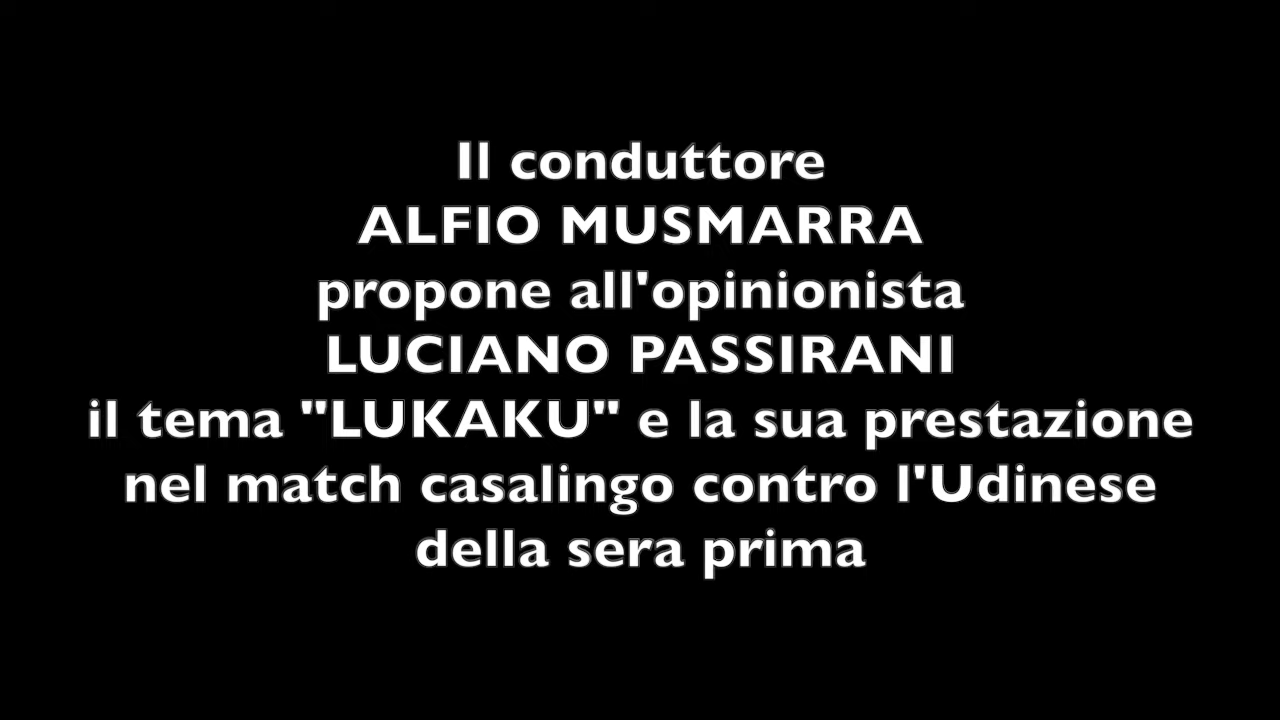 Il conduttore
ALFIO MUSMARRA
propone all'opinionista
LUCIANO PASSIRANI
il tema "LUKAKU" e la sua prestazione
nel match casalingo contro l'Udinese
della sera prima